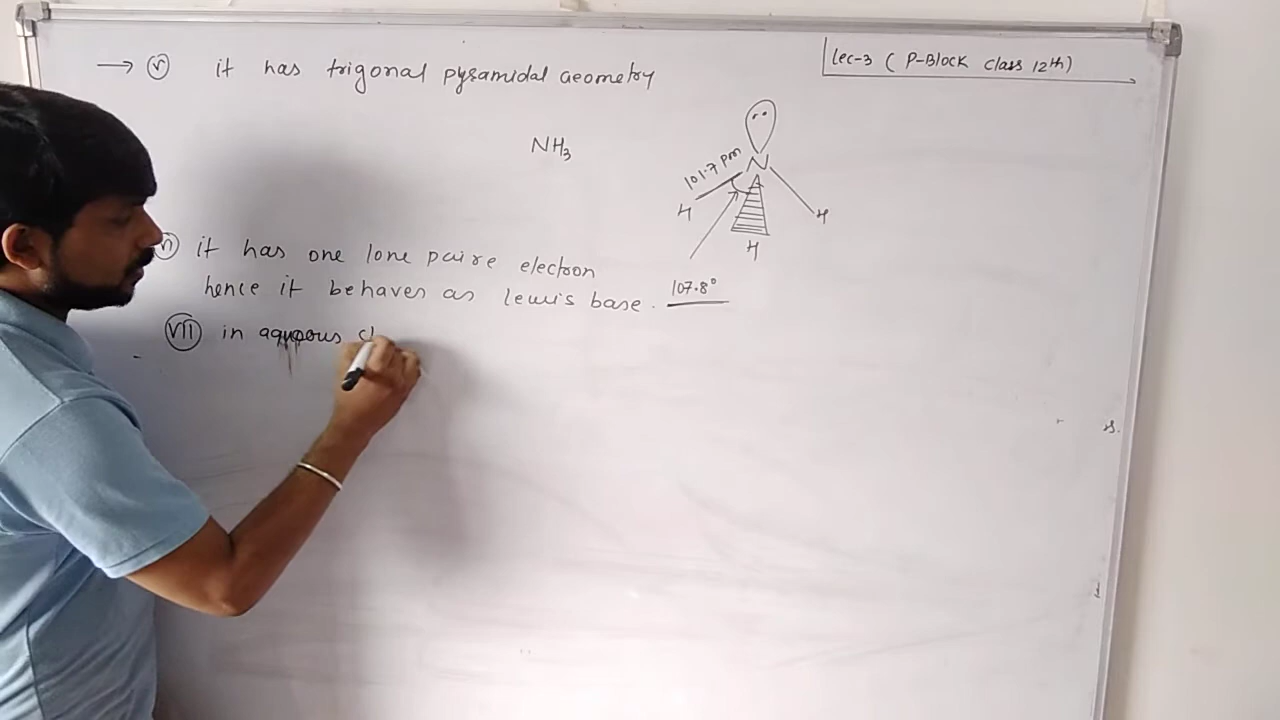 → (v) it has trigonal pyramidal Geometry
Lec-3 ( P-Block class 12th)
NH3
N
101.7 pm
H
H
H
it has one lone paire electron
hence it behaves as lewis base.
107.8°
(VII) in aqueous